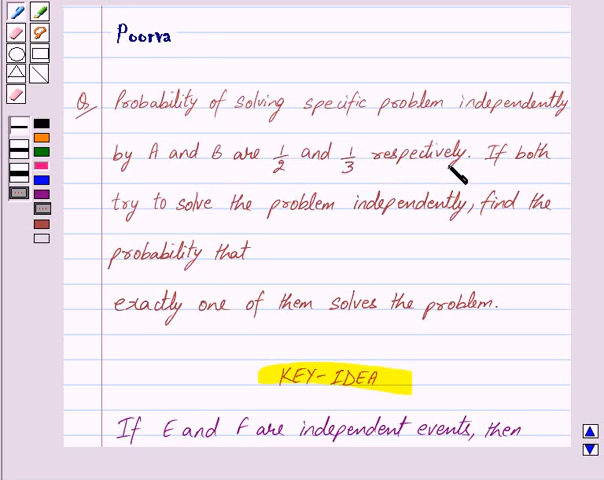 Poorva
Q Probability of solving specific problem independently
by A and B are 1/2 and 1/3 respectively. If both
try to solve the problem independently, find the
probability that
exactly one of them solves the problem.
KEY-IDEA
If E and F are independent events, then